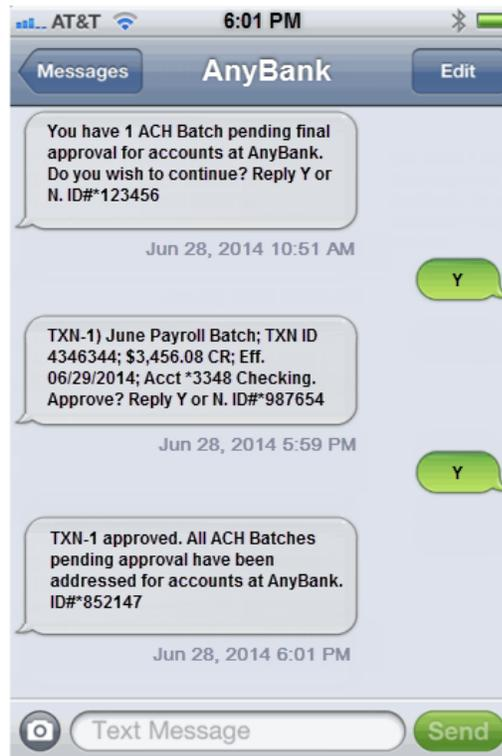 AT&T 6:01 PM
Messages AnyBank Edit
You have 1 ACH Batch pending final
approval for accounts at AnyBank.
Do you wish to continue? Reply Y or
N. ID#*123456
Jun 28, 2014 10:51 AM
Y
TXN-1) June Payroll Batch; TXN ID
4346344; $3,456.08 CR; Eff.
06/29/2014; Acct *3348 Checking.
Approve? Reply Y or N. ID#*987654
Jun 28, 2014 5:59 PM
Y
TXN-1 approved. All ACH Batches
pending approval have been
addressed for accounts at AnyBank.
ID#*852147
Jun 28, 2014 6:01 PM
Text Message Send